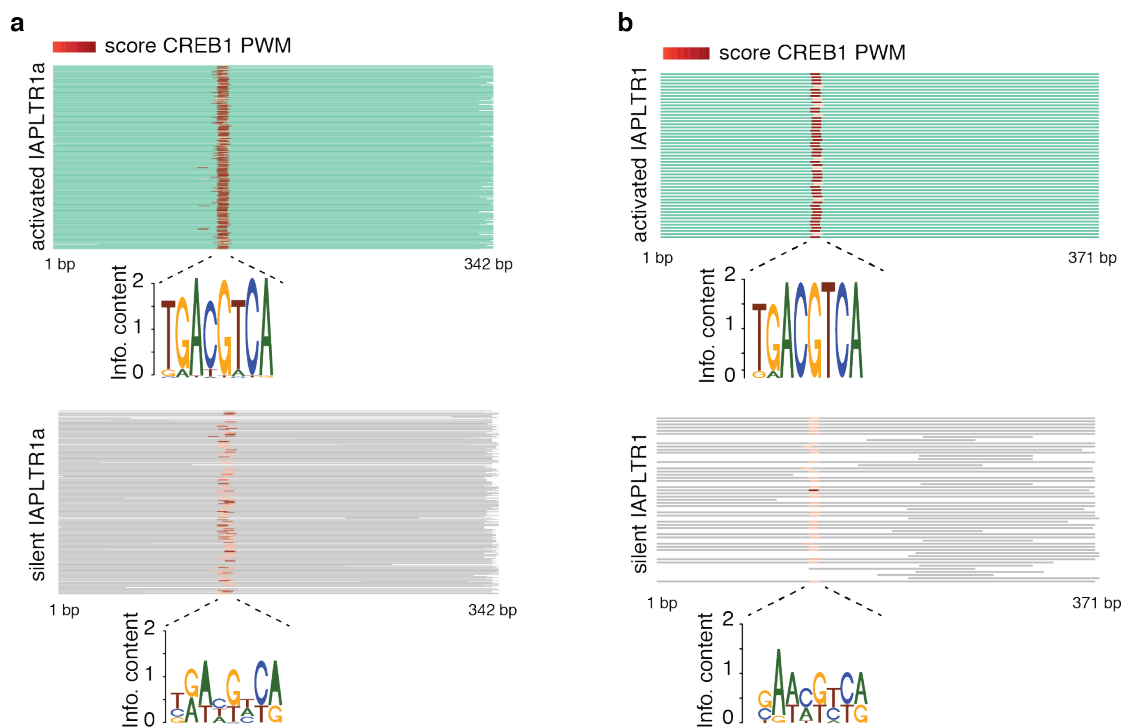 a
score CREB1 PWM
activated IAPLTR1a
1 bp
342 bp
Info. content
2
1
0
TGACGTCA
silent IAPLTR1a
1 bp
342 bp
Info. content
2
1
0
b
score CREB1 PWM
activated IAPLTR1
1 bp
371 bp
Info. content
2
1
0
TGACGTCA
silent IAPLTR1
1 bp
371 bp
Info. content
2
1
0